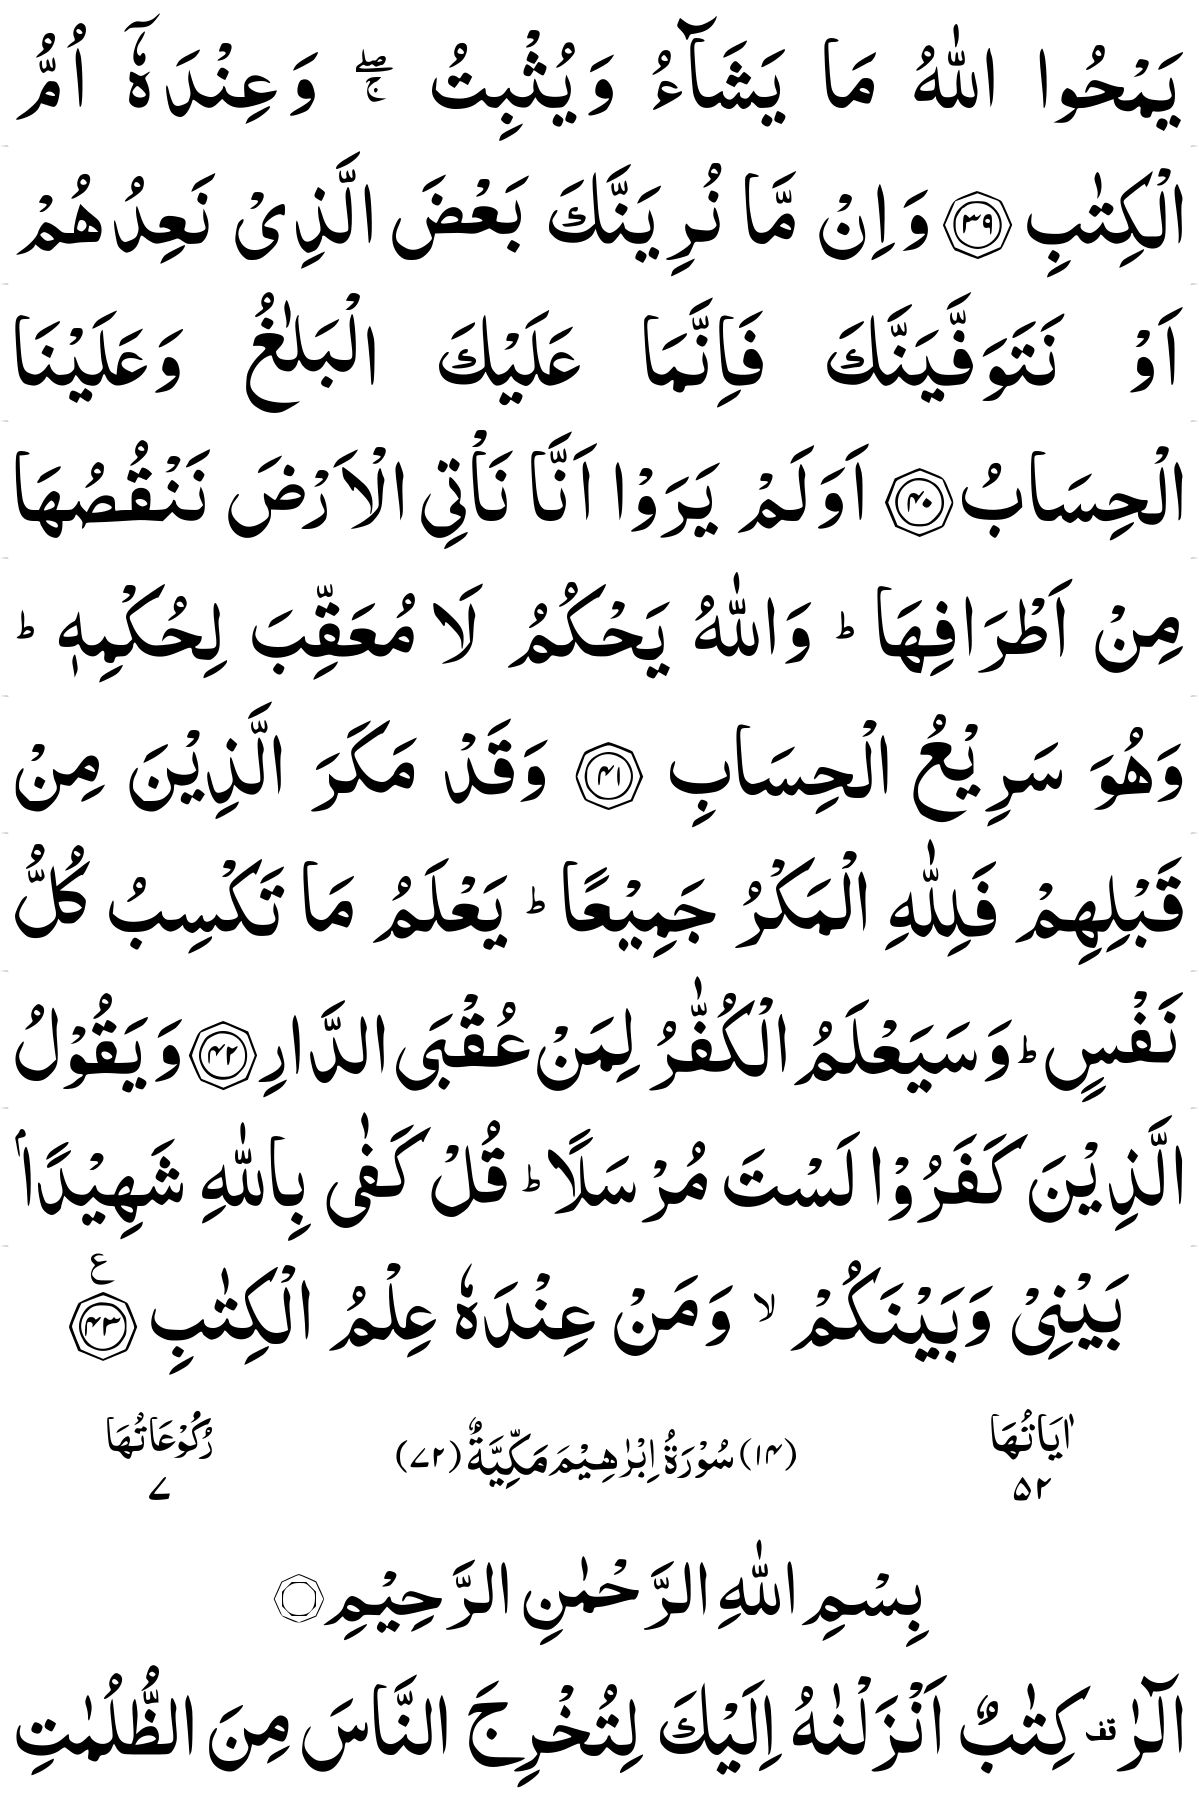 يَمْحُوا اللّٰهُ مَا يَشَآءُ وَيُثْبِتُ ۚۖ وَعِنْدَهٗۤ اُمُّ
الْكِتٰبِ ۝۳۹ وَاِنْ مَّا نُرِيَنَّكَ بَعْضَ الَّذِىْ نَعِدُهُمْ
اَوْ نَتَوَفَّيَنَّكَ فَاِنَّمَا عَلَيْكَ الْبَلٰغُ وَعَلَيْنَا
الْحِسَابُ ۝۴۰ اَوَلَمْ يَرَوْا اَنَّا نَاْتِى الْاَرْضَ نَنْقُصُهَا
مِنْ اَطْرَافِهَا ؕ وَاللّٰهُ يَحْكُمُ لَا مُعَقِّبَ لِحُكْمِهٖ ؕ
وَهُوَ سَرِيْعُ الْحِسَابِ ۝۴۱ وَقَدْ مَكَرَ الَّذِيْنَ مِنْ
قَبْلِهِمْ فَلِلّٰهِ الْمَكْرُ جَمِيْعًا ؕ يَعْلَمُ مَا تَكْسِبُ كُلُّ
نَفْسٍ ؕ وَسَيَعْلَمُ الْكُفّٰرُ لِمَنْ عُقْبَى الدَّارِ ۝۴۲ وَيَقُوْلُ
الَّذِيْنَ كَفَرُوْا لَسْتَ مُرْسَلًا ؕ قُلْ كَفٰى بِاللّٰهِ شَهِيْدًاۢ
بَيْنِىْ وَبَيْنَكُمْ ۙ وَمَنْ عِنْدَهٗ عِلْمُ الْكِتٰبِ ۝۴۳ ع
اٰيَاتُهَا ۵۲ (۱۴) سُوْرَةُ اِبْرٰهِيْمَ مَكِّيَّةٌ (۷۲) رُكُوْعَاتُهَا ۷
بِسْمِ اللّٰهِ الرَّحْمٰنِ الرَّحِيْمِ ۝
الٓرٰ ࣞ كِتٰبٌ اَنْزَلْنٰهُ اِلَيْكَ لِتُخْرِجَ النَّاسَ مِنَ الظُّلُمٰتِ